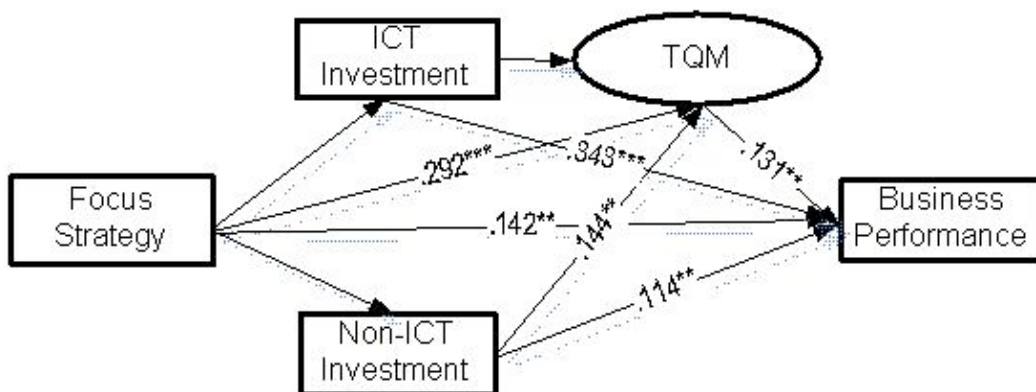 ICT
Investment
TQM
.292***
.343***
.131**
Focus
Strategy
.142**
.144**
Business
Performance
.114**
Non-ICT
Investment